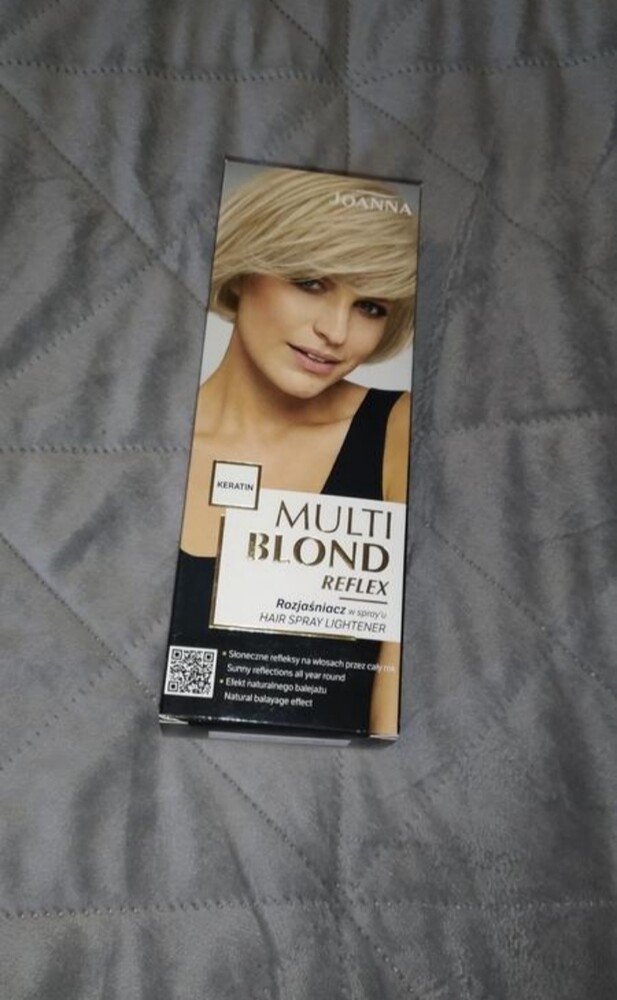 JOANNA
KERATIN
MULTI
BLOND
REFLEX
Rozjaśniacz w spray'u
HAIR SPRAY LIGHTENER
• Słoneczne refleksy na włosach przez cały rok
Sunny reflections all year round
• Efekt naturalnego balejażu
Natural balayage effect